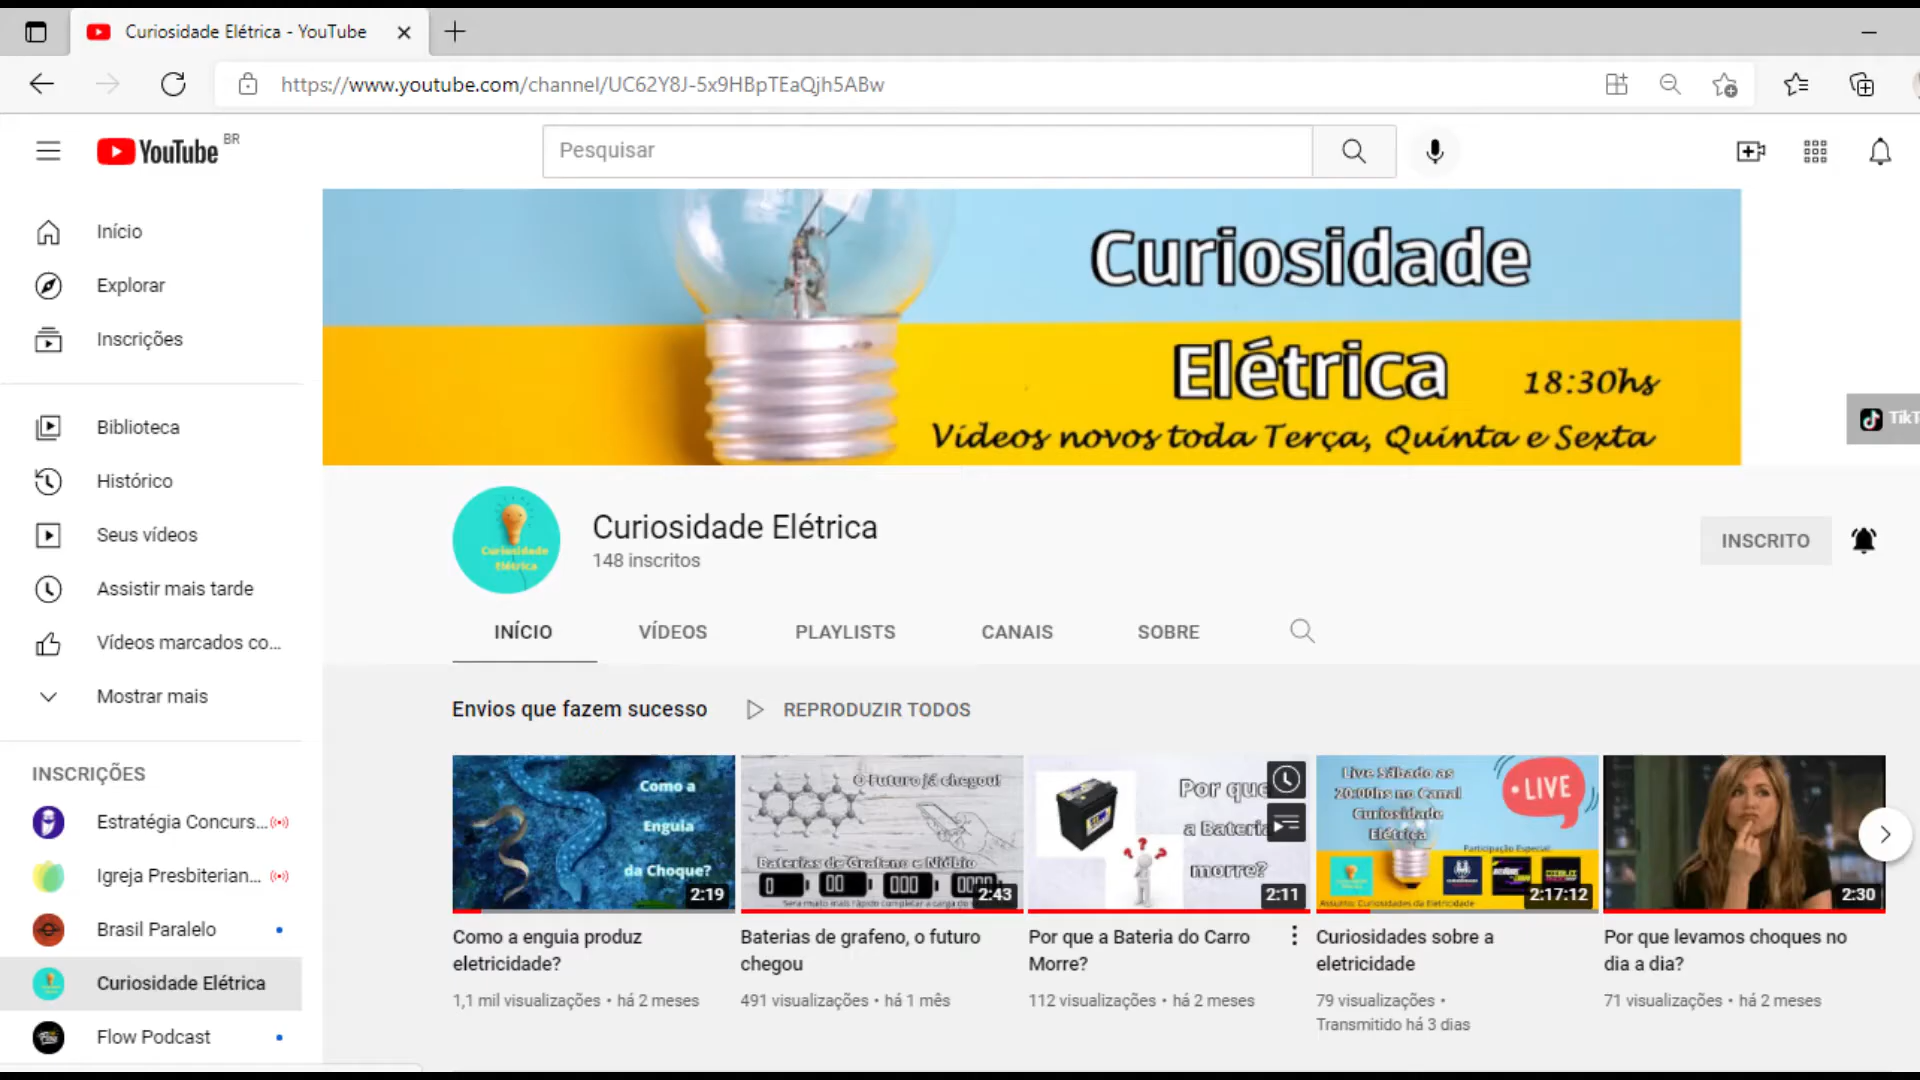 Curiosidade Elétrica - YouTube
https://www.youtube.com/channel/UC62Y8J-5x9HBpTEaQjh5ABw
YouTube BR
Pesquisar
Início
Explorar
Inscrições
Biblioteca
Histórico
Seus vídeos
Assistir mais tarde
Vídeos marcados co...
Mostrar mais
INSCRIÇÕES
Estratégia Concurs...
Igreja Presbiterian...
Brasil Paralelo
Curiosidade Elétrica
Flow Podcast
Curiosidade
Elétrica
18:30hs
Vídeos novos toda Terça, Quinta e Sexta
Curiosidade
Elétrica
Curiosidade Elétrica
148 inscritos
INSCRITO
INÍCIO
VÍDEOS
PLAYLISTS
CANAIS
SOBRE
Envios que fazem sucesso
REPRODUZIR TODOS
Como a
Enguia
da Choque?
2:19
Como a enguia produz
eletricidade?
1,1 mil visualizações • há 2 meses
O Futuro já chegou!
Baterias de Grafeno e Nióbio
2:43
Baterias de grafeno, o futuro
chegou
491 visualizações • há 1 mês
Por que
a Bateria
morre?
2:11
Por que a Bateria do Carro
Morre?
112 visualizações • há 2 meses
Live Sábado as
20:00hs no Canal
Curiosidade
Elétrica
LIVE
Participação Especial
Assunto: Curiosidades da Eletricidade
2:17:12
Curiosidades sobre a
eletricidade
79 visualizações •
Transmitido há 3 dias
2:30
Por que levamos choques no
dia a dia?
71 visualizações • há 2 meses